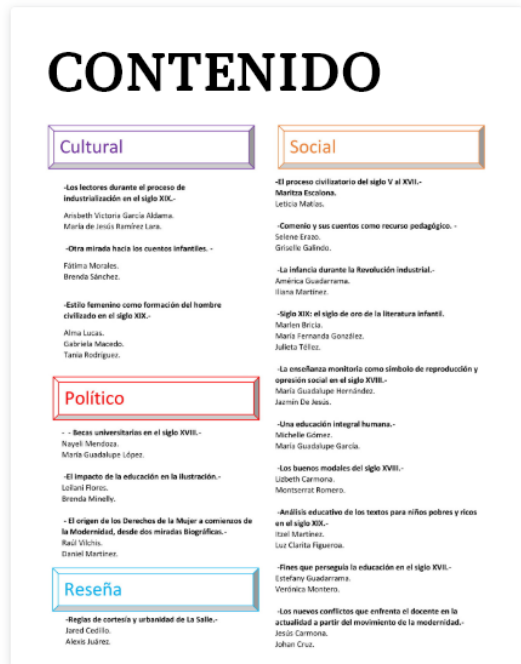 CONTENIDO
Cultural
-Los lectores durante el proceso de
industrialización en el siglo XIX.-
Arisbeth Victoria García Aldama.
María de Jesús Ramírez Lara.
-Otra mirada hacia los cuentos infantiles. -
Fátima Morales.
Brenda Sánchez.
-Estilo femenino como formación del hombre
civilizado en el siglo XIX.-
Alma Lucas.
Gabriela Macedo.
Tania Rodríguez.
Político
- - Becas universitarias en el siglo XVIII.-
Nayeli Mendoza.
María Guadalupe López.
-El impacto de la educación en la ilustración.-
Leilani Flores.
Brenda Minelly.
- El origen de los Derechos de la Mujer a comienzos de
la Modernidad, desde dos miradas Biográficas.-
Raúl Vilchis.
Daniel Martínez.
Reseña
-Reglas de cortesía y urbanidad de La Salle.-
Jared Cedillo.
Alexis Juárez.
Social
-El proceso civilizatorio del siglo V al XVII.-
Maritza Escalona.
Leticia Matías.
-Comenio y sus cuentos como recurso pedagógico. -
Selene Erazo.
Griselle Galindo.
-La infancia durante la Revolución industrial.-
América Guadarrama.
Iliana Martínez.
-Siglo XIX: el siglo de oro de la literatura infantil.
Marlen Bricia.
María Fernanda González.
Julieta Téllez.
-La enseñanza monitoria como símbolo de reproducción y
opresión social en el siglo XVIII.-
María Guadalupe Hernández.
Jazmín De Jesús.
-Una educación integral humana.-
Michelle Gómez.
María Guadalupe García.
-Los buenos modales del siglo XVIII.-
Lizbeth Carmona.
Montserrat Romero.
-Análisis educativo de los textos para niños pobres y ricos
en el siglo XIX.-
Itzel Martínez.
Luz Clarita Figueroa.
-Fines que perseguía la educación en el siglo XVII.-
Estefany Guadarrama.
Verónica Montero.
-Los nuevos conflictos que enfrenta el docente en la
actualidad a partir del movimiento de la modernidad.-
Jesús Carmona.
Johan Cruz.